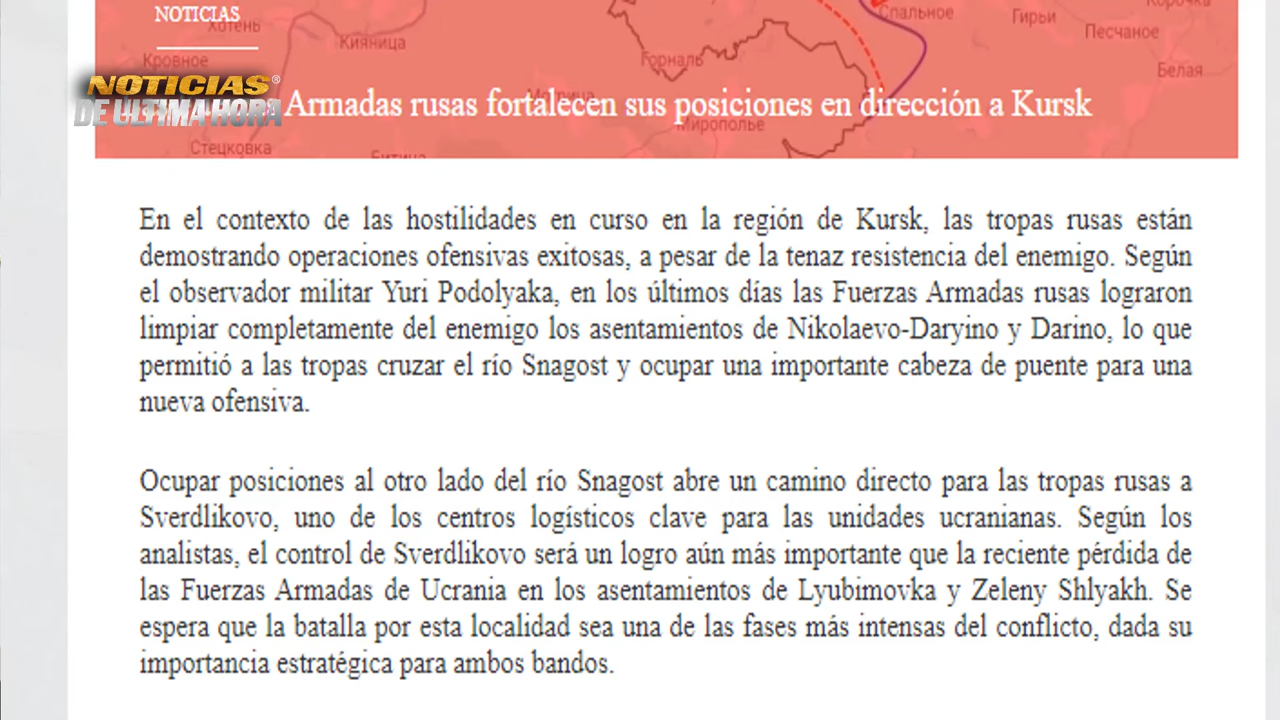 NOTICIAS
Хотень
Кияница
Кровное
Спальное
Гирьи
Корочка
Песчаное
Белая
Горналь
NOTICIAS®
DE ULTIMA HORA
Armadas rusas fortalecen sus posiciones en dirección a Kursk
Мирополье
Стецковка
Битица
En el contexto de las hostilidades en curso en la región de Kursk, las tropas rusas están
demostrando operaciones ofensivas exitosas, a pesar de la tenaz resistencia del enemigo. Según
el observador militar Yuri Podolyaka, en los últimos días las Fuerzas Armadas rusas lograron
limpiar completamente del enemigo los asentamientos de Nikolaevo-Daryino y Darino, lo que
permitió a las tropas cruzar el río Snagost y ocupar una importante cabeza de puente para una
nueva ofensiva.
Ocupar posiciones al otro lado del río Snagost abre un camino directo para las tropas rusas a
Sverdlikovo, uno de los centros logísticos clave para las unidades ucranianas. Según los
analistas, el control de Sverdlikovo será un logro aún más importante que la reciente pérdida de
las Fuerzas Armadas de Ucrania en los asentamientos de Lyubimovka y Zeleny Shlyakh. Se
espera que la batalla por esta localidad sea una de las fases más intensas del conflicto, dada su
importancia estratégica para ambos bandos.